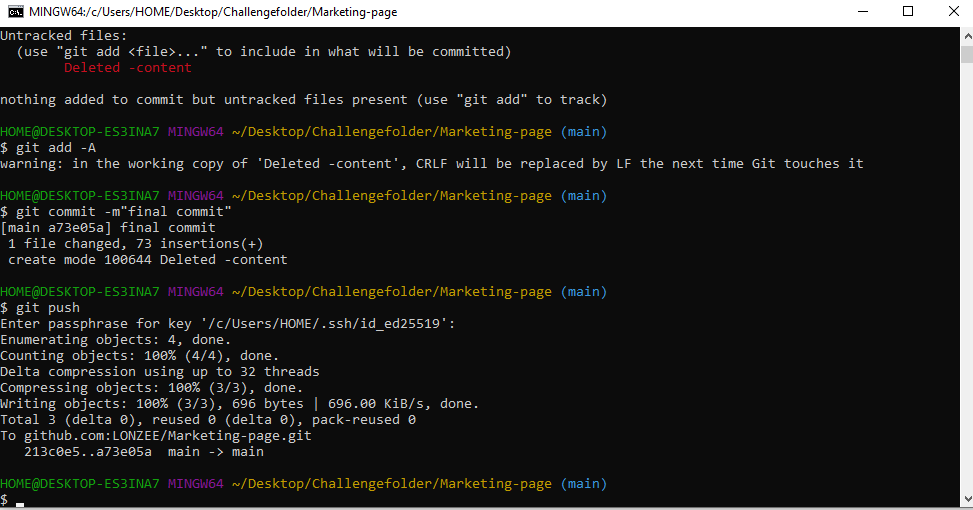 MINGW64:/c/Users/HOME/Desktop/Challengefolder/Marketing-page
Untracked files:
  (use "git add <file>..." to include in what will be committed)
        Deleted -content
nothing added to commit but untracked files present (use "git add" to track)
HOME@DESKTOP-ES3INA7 MINGW64 ~/Desktop/Challengefolder/Marketing-page (main)
$ git add -A
warning: in the working copy of 'Deleted -content', CRLF will be replaced by LF the next time Git touches it
HOME@DESKTOP-ES3INA7 MINGW64 ~/Desktop/Challengefolder/Marketing-page (main)
$ git commit -m"final commit"
[main a73e05a] final commit
 1 file changed, 73 insertions(+)
 create mode 100644 Deleted -content
HOME@DESKTOP-ES3INA7 MINGW64 ~/Desktop/Challengefolder/Marketing-page (main)
$ git push
Enter passphrase for key '/c/Users/HOME/.ssh/id_ed25519':
Enumerating objects: 4, done.
Counting objects: 100% (4/4), done.
Delta compression using up to 32 threads
Compressing objects: 100% (3/3), done.
Writing objects: 100% (3/3), 696 bytes | 696.00 KiB/s, done.
Total 3 (delta 0), reused 0 (delta 0), pack-reused 0
To github.com:LONZEE/Marketing-page.git
   213c0e5..a73e05a  main -> main
HOME@DESKTOP-ES3INA7 MINGW64 ~/Desktop/Challengefolder/Marketing-page (main)
$